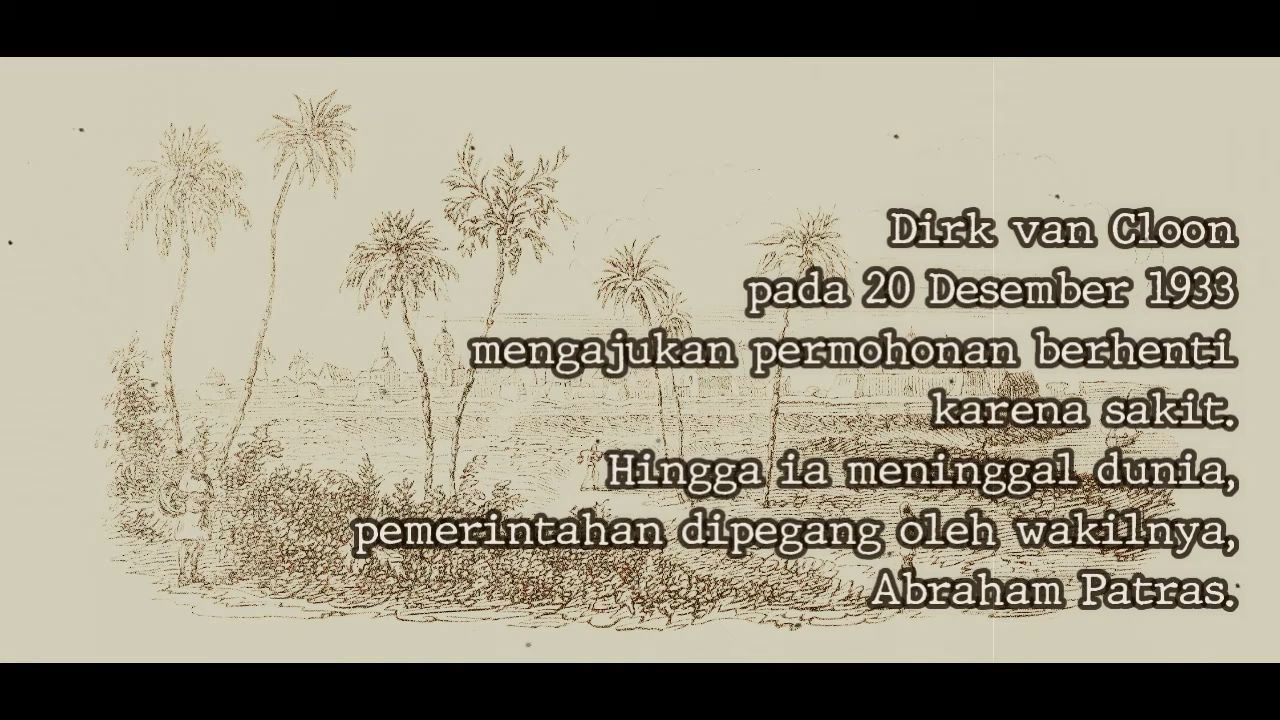 Dirk van Cloon
pada 20 Desember 1933
mengajukan permohonan berhenti
karena sakit.
Hingga ia meninggal dunia,
pemerintahan dipegang oleh wakilnya,
Abraham Patras.